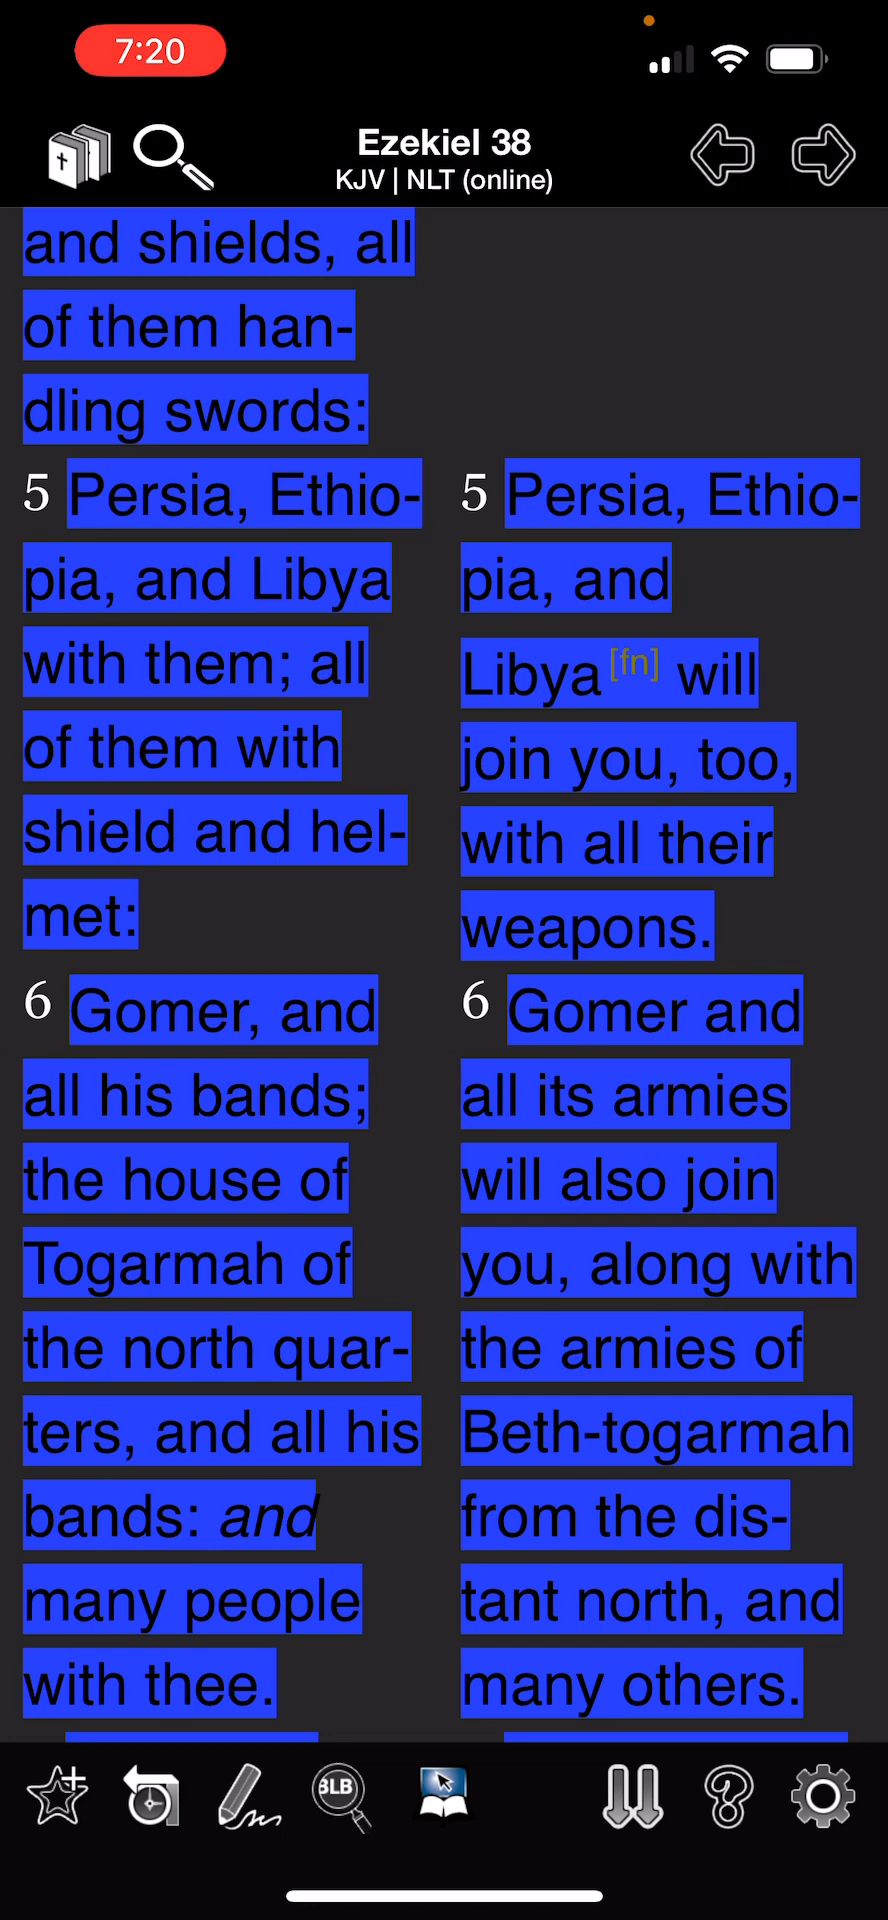 7:20
Ezekiel 38
KJV | NLT (online)
and shields, all
of them han-
dling swords:
5 Persia, Ethio-
pia, and Libya
with them; all
of them with
shield and hel-
met:
6 Gomer, and
all his bands;
the house of
Togarmah of
the north quar-
ters, and all his
bands: and
many people
with thee.
5 Persia, Ethio-
pia, and
Libya[fn] will
join you, too,
with all their
weapons.
6 Gomer and
all its armies
will also join
you, along with
the armies of
Beth-togarmah
from the dis-
tant north, and
many others.
BLB